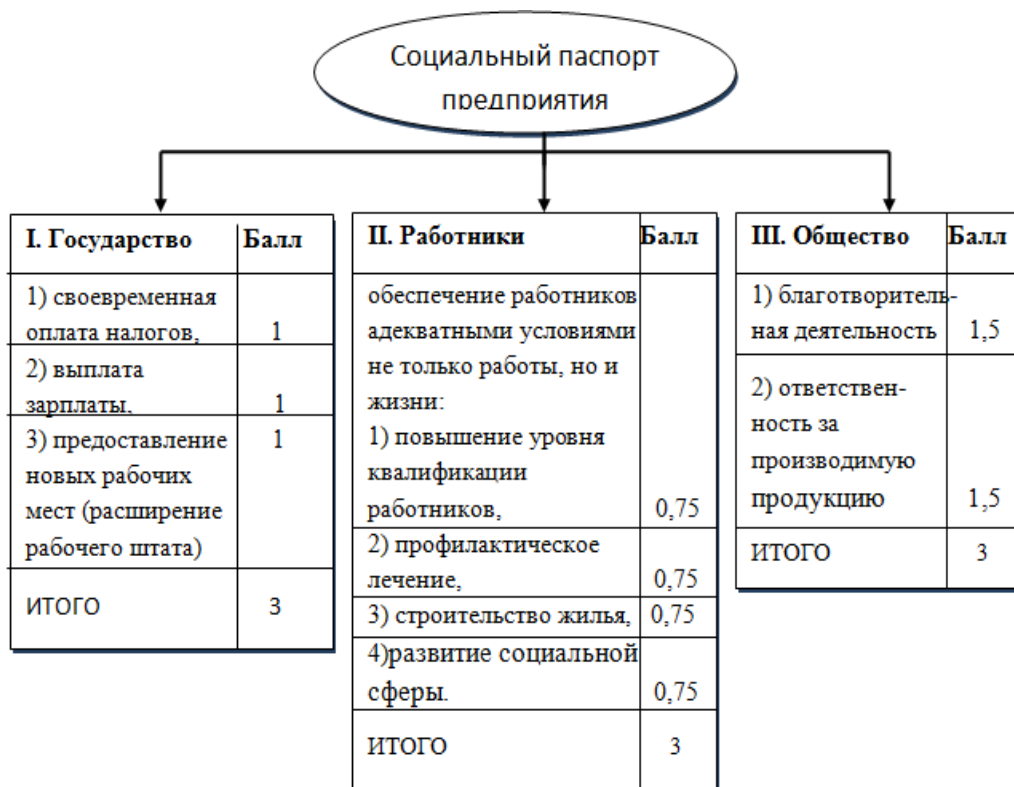 Социальный паспорт
предприятия
I. Государство Балл
1) своевременная
оплата налогов, 1
2) выплата
зарплаты, 1
3) предоставление 1
новых рабочих
мест (расширение
рабочего штата)
ИТОГО 3
II. Работники Балл
обеспечение работников
адекватными условиями
не только работы, но и
жизни:
1) повышение уровня
квалификации
работников, 0,75
2) профилактическое
лечение, 0,75
3) строительство жилья, 0,75
4)развитие социальной
сферы. 0,75
ИТОГО 3
III. Общество Балл
1) благотворитель-
ная деятельность 1,5
2) ответствен-
ность за
производимую
продукцию 1,5
ИТОГО 3